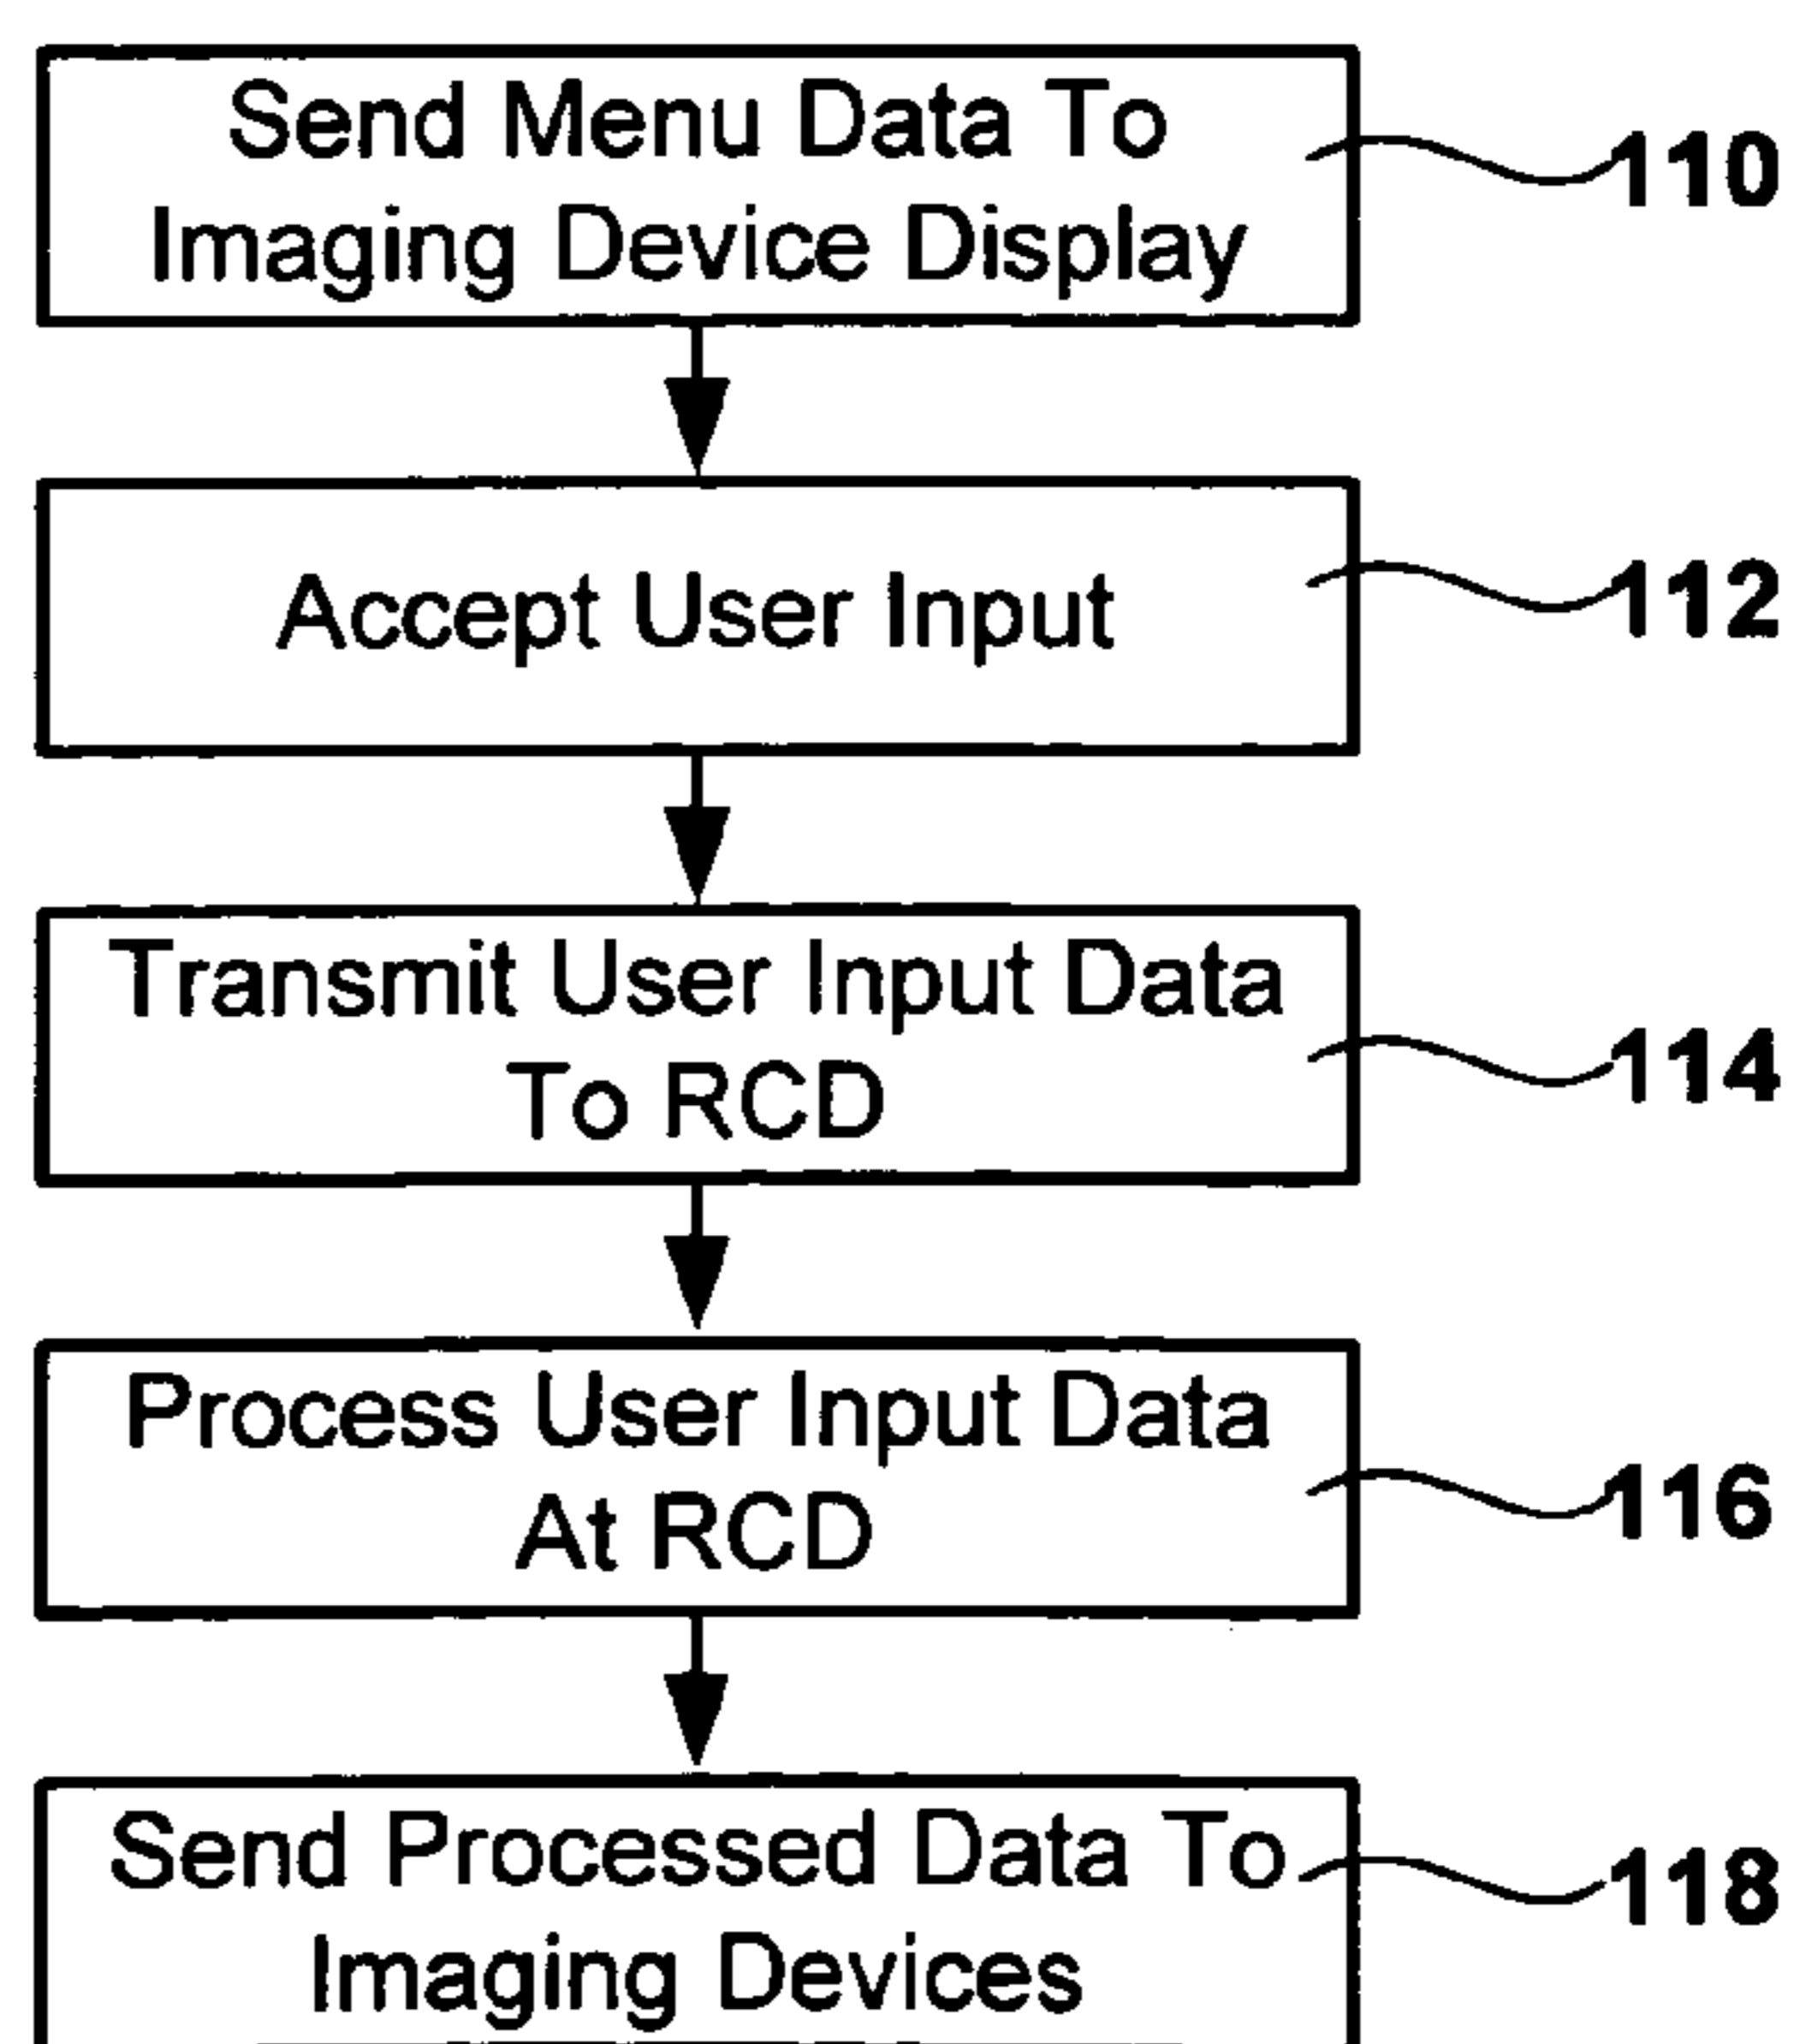 Send Menu Data To
Imaging Device Display
110
Accept User Input
112
Transmit User Input Data
To RCD
114
Process User Input Data
At RCD
116
Send Processed Data To
Imaging Devices
118